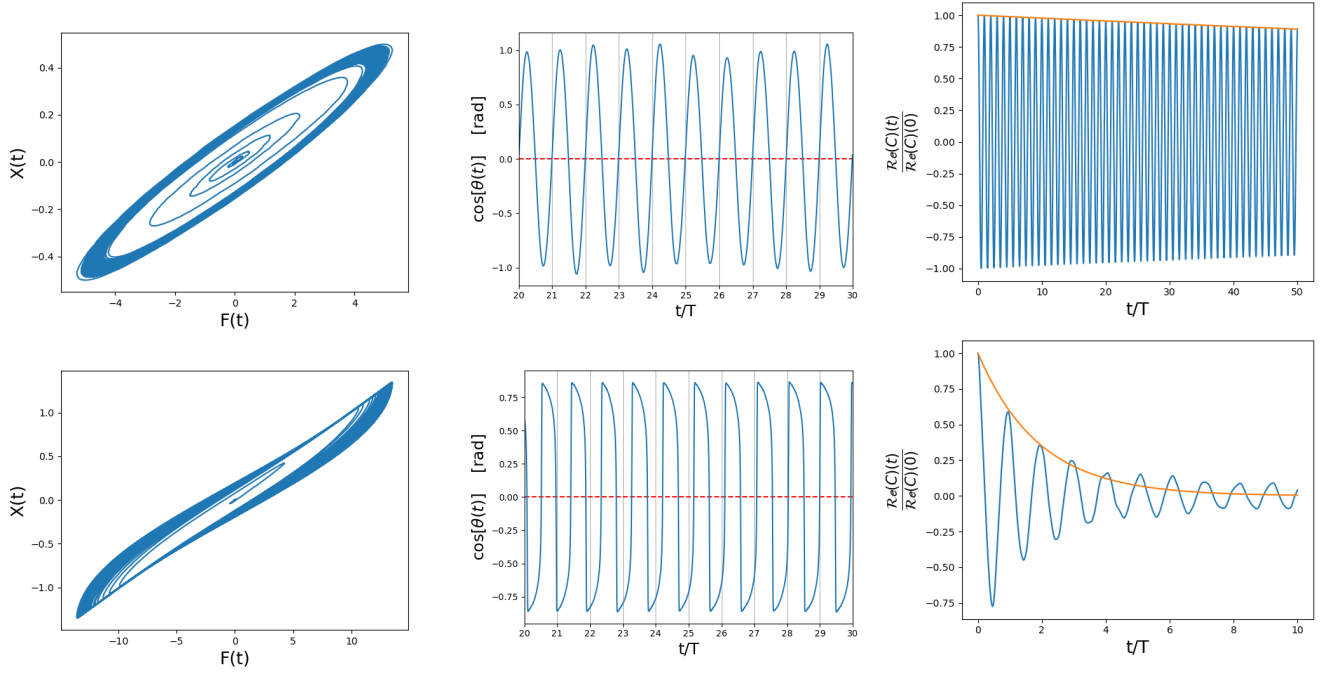 X(t)
0.4
0.2
0.0
−0.2
−0.4
−4 −2 0 2 4
F(t)
cos[θ(t)] [rad]
1.0
0.5
0.0
−0.5
−1.0
20 21 22 23 24 25 26 27 28 29 30
t/T
ℛℯ(C)(t)
ℛℯ(C)(0)
1.00
0.75
0.50
0.25
0.00
−0.25
−0.50
−0.75
−1.00
0 10 20 30 40 50
t/T
X(t)
1.0
0.5
0.0
−0.5
−1.0
−10 −5 0 5 10
F(t)
cos[θ(t)] [rad]
0.75
0.50
0.25
0.00
−0.25
−0.50
−0.75
20 21 22 23 24 25 26 27 28 29 30
t/T
ℛℯ(C)(t)
ℛℯ(C)(0)
1.00
0.75
0.50
0.25
0.00
−0.25
−0.50
−0.75
0 2 4 6 8 10
t/T